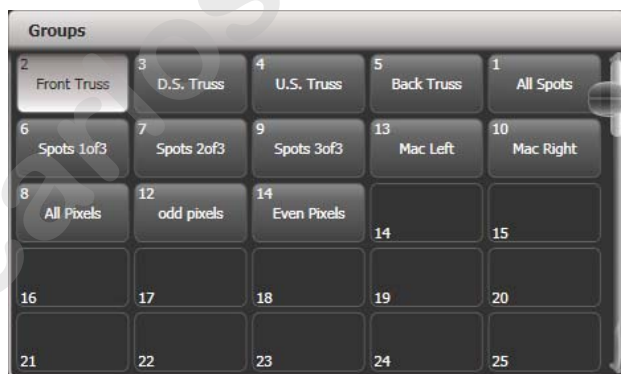 Groups
2 3 4 5 1
Front Truss D.S. Truss U.S. Truss Back Truss All Spots
6 7 9 13 10
Spots 1of3 Spots 2of3 Spots 3of3 Mac Left Mac Right
8 12 14
All Pixels odd pixels Even Pixels
14 15
16 17 18 19 20
21 22 23 24 25